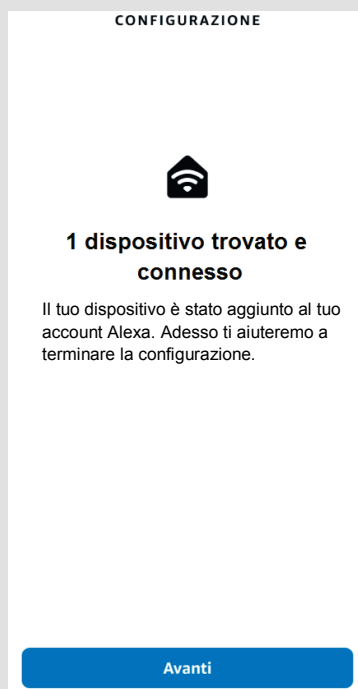 CONFIGURAZIONE
1 dispositivo trovato e
connesso
Il tuo dispositivo è stato aggiunto al tuo
account Alexa. Adesso ti aiuteremo a
terminare la configurazione.
Avanti